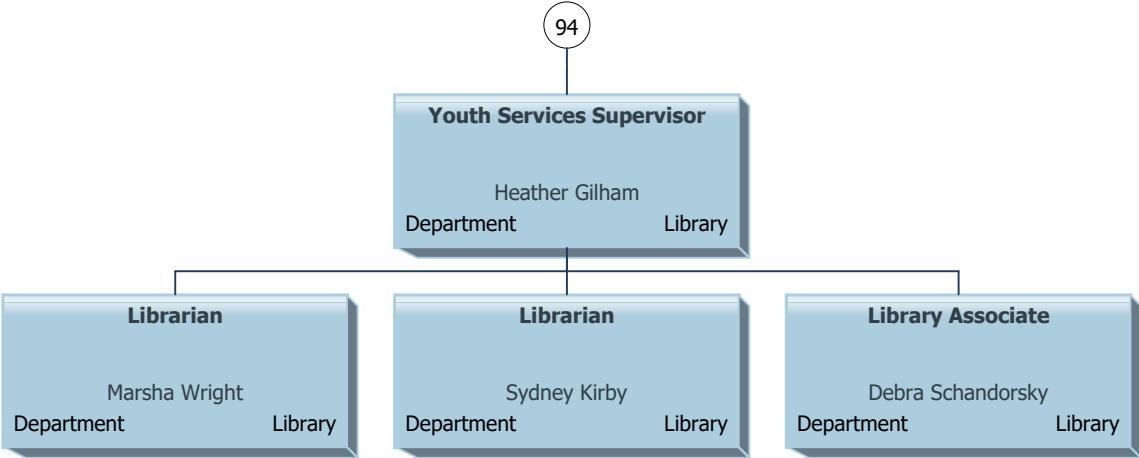 94
Youth Services Supervisor
Heather Gilham
Department Library
Librarian
Marsha Wright
Department Library
Librarian
Sydney Kirby
Department Library
Library Associate
Debra Schandorsky
Department Library